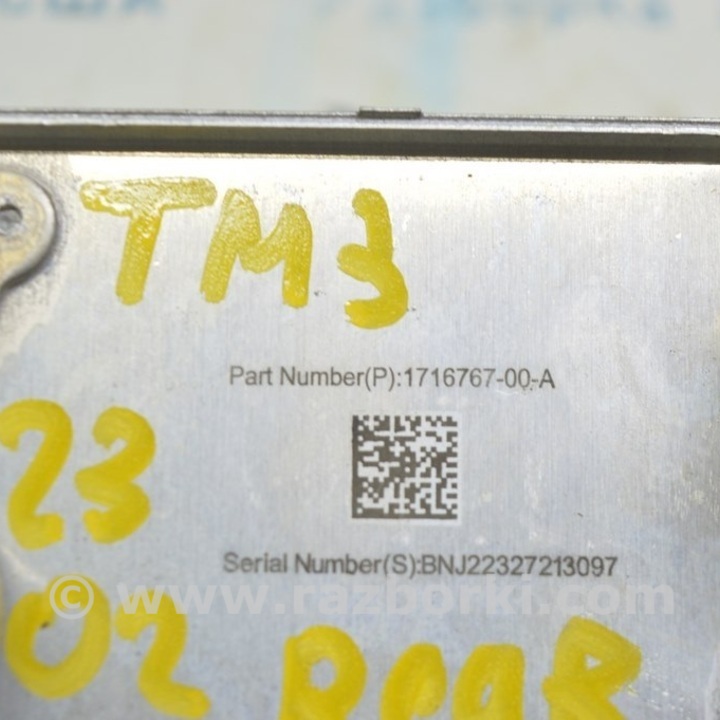 TM3
Part Number(P):1716767-00-A
23
Serial Number(S):BNJ22327213097
© www.razborki.com
02